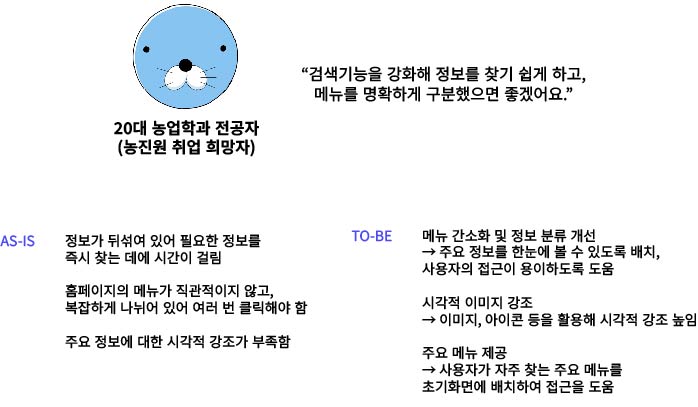 “검색기능을 강화해 정보를 찾기 쉽게 하고,
메뉴를 명확하게 구분했으면 좋겠어요.”
20대 농업학과 전공자
(농진원 취업 희망자)
AS-IS
정보가 뒤섞여 있어 필요한 정보를
즉시 찾는 데에 시간이 걸림
홈페이지의 메뉴가 직관적이지 않고,
복잡하게 나뉘어 있어 여러 번 클릭해야 함
주요 정보에 대한 시각적 강조가 부족함
TO-BE
메뉴 간소화 및 정보 분류 개선
→ 주요 정보를 한눈에 볼 수 있도록 배치,
사용자의 접근이 용이하도록 도움
시각적 이미지 강조
→ 이미지, 아이콘 등을 활용해 시각적 강조 높임
주요 메뉴 제공
→ 사용자가 자주 찾는 주요 메뉴를
초기화면에 배치하여 접근을 도움